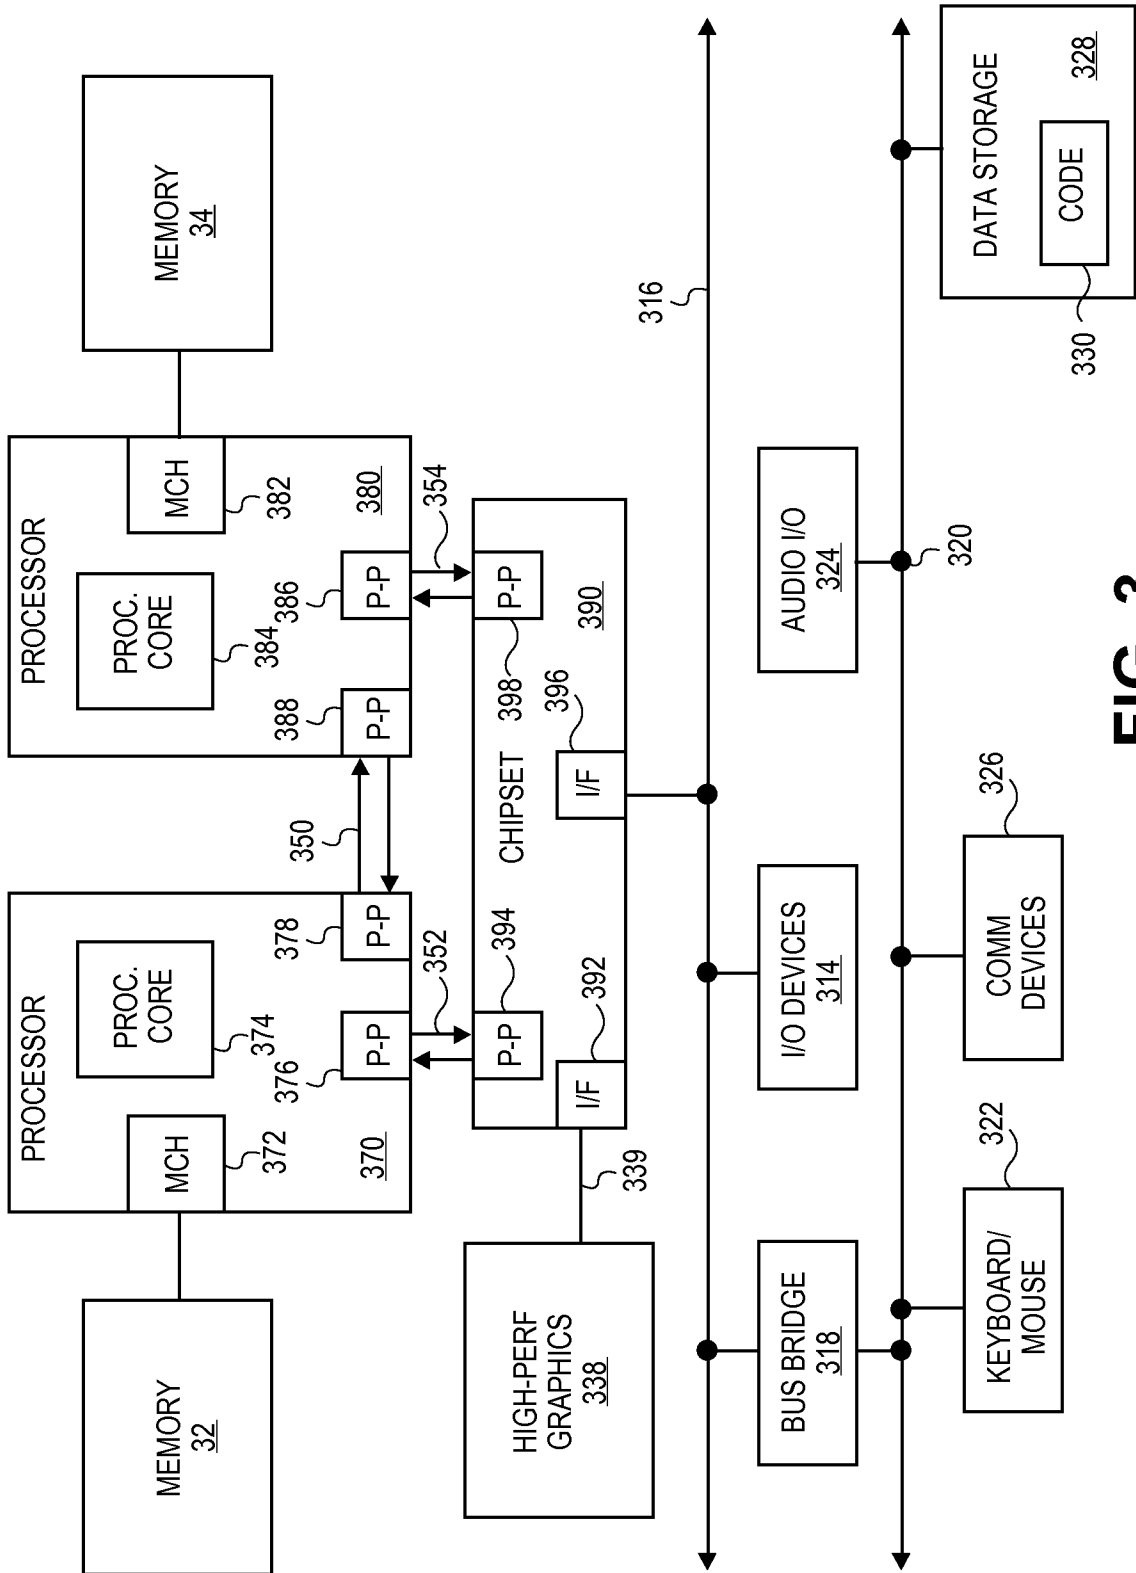 PROCESSOR
PROCESSOR
MEMORY
32
MCH
372
PROC.
CORE
374
370
376
P-P
378
P-P
350
388
P-P
PROC.
CORE
384
386
P-P
MCH
382
380
MEMORY
34
352
354
HIGH-PERF
GRAPHICS
338
339
P-P
394
I/F
392
CHIPSET
P-P
398
I/F
396
390
316
BUS BRIDGE
318
I/O DEVICES
314
AUDIO I/O
324
320
KEYBOARD/
MOUSE
322
COMM
DEVICES
326
DATA STORAGE
328
CODE
330
FIG. 3